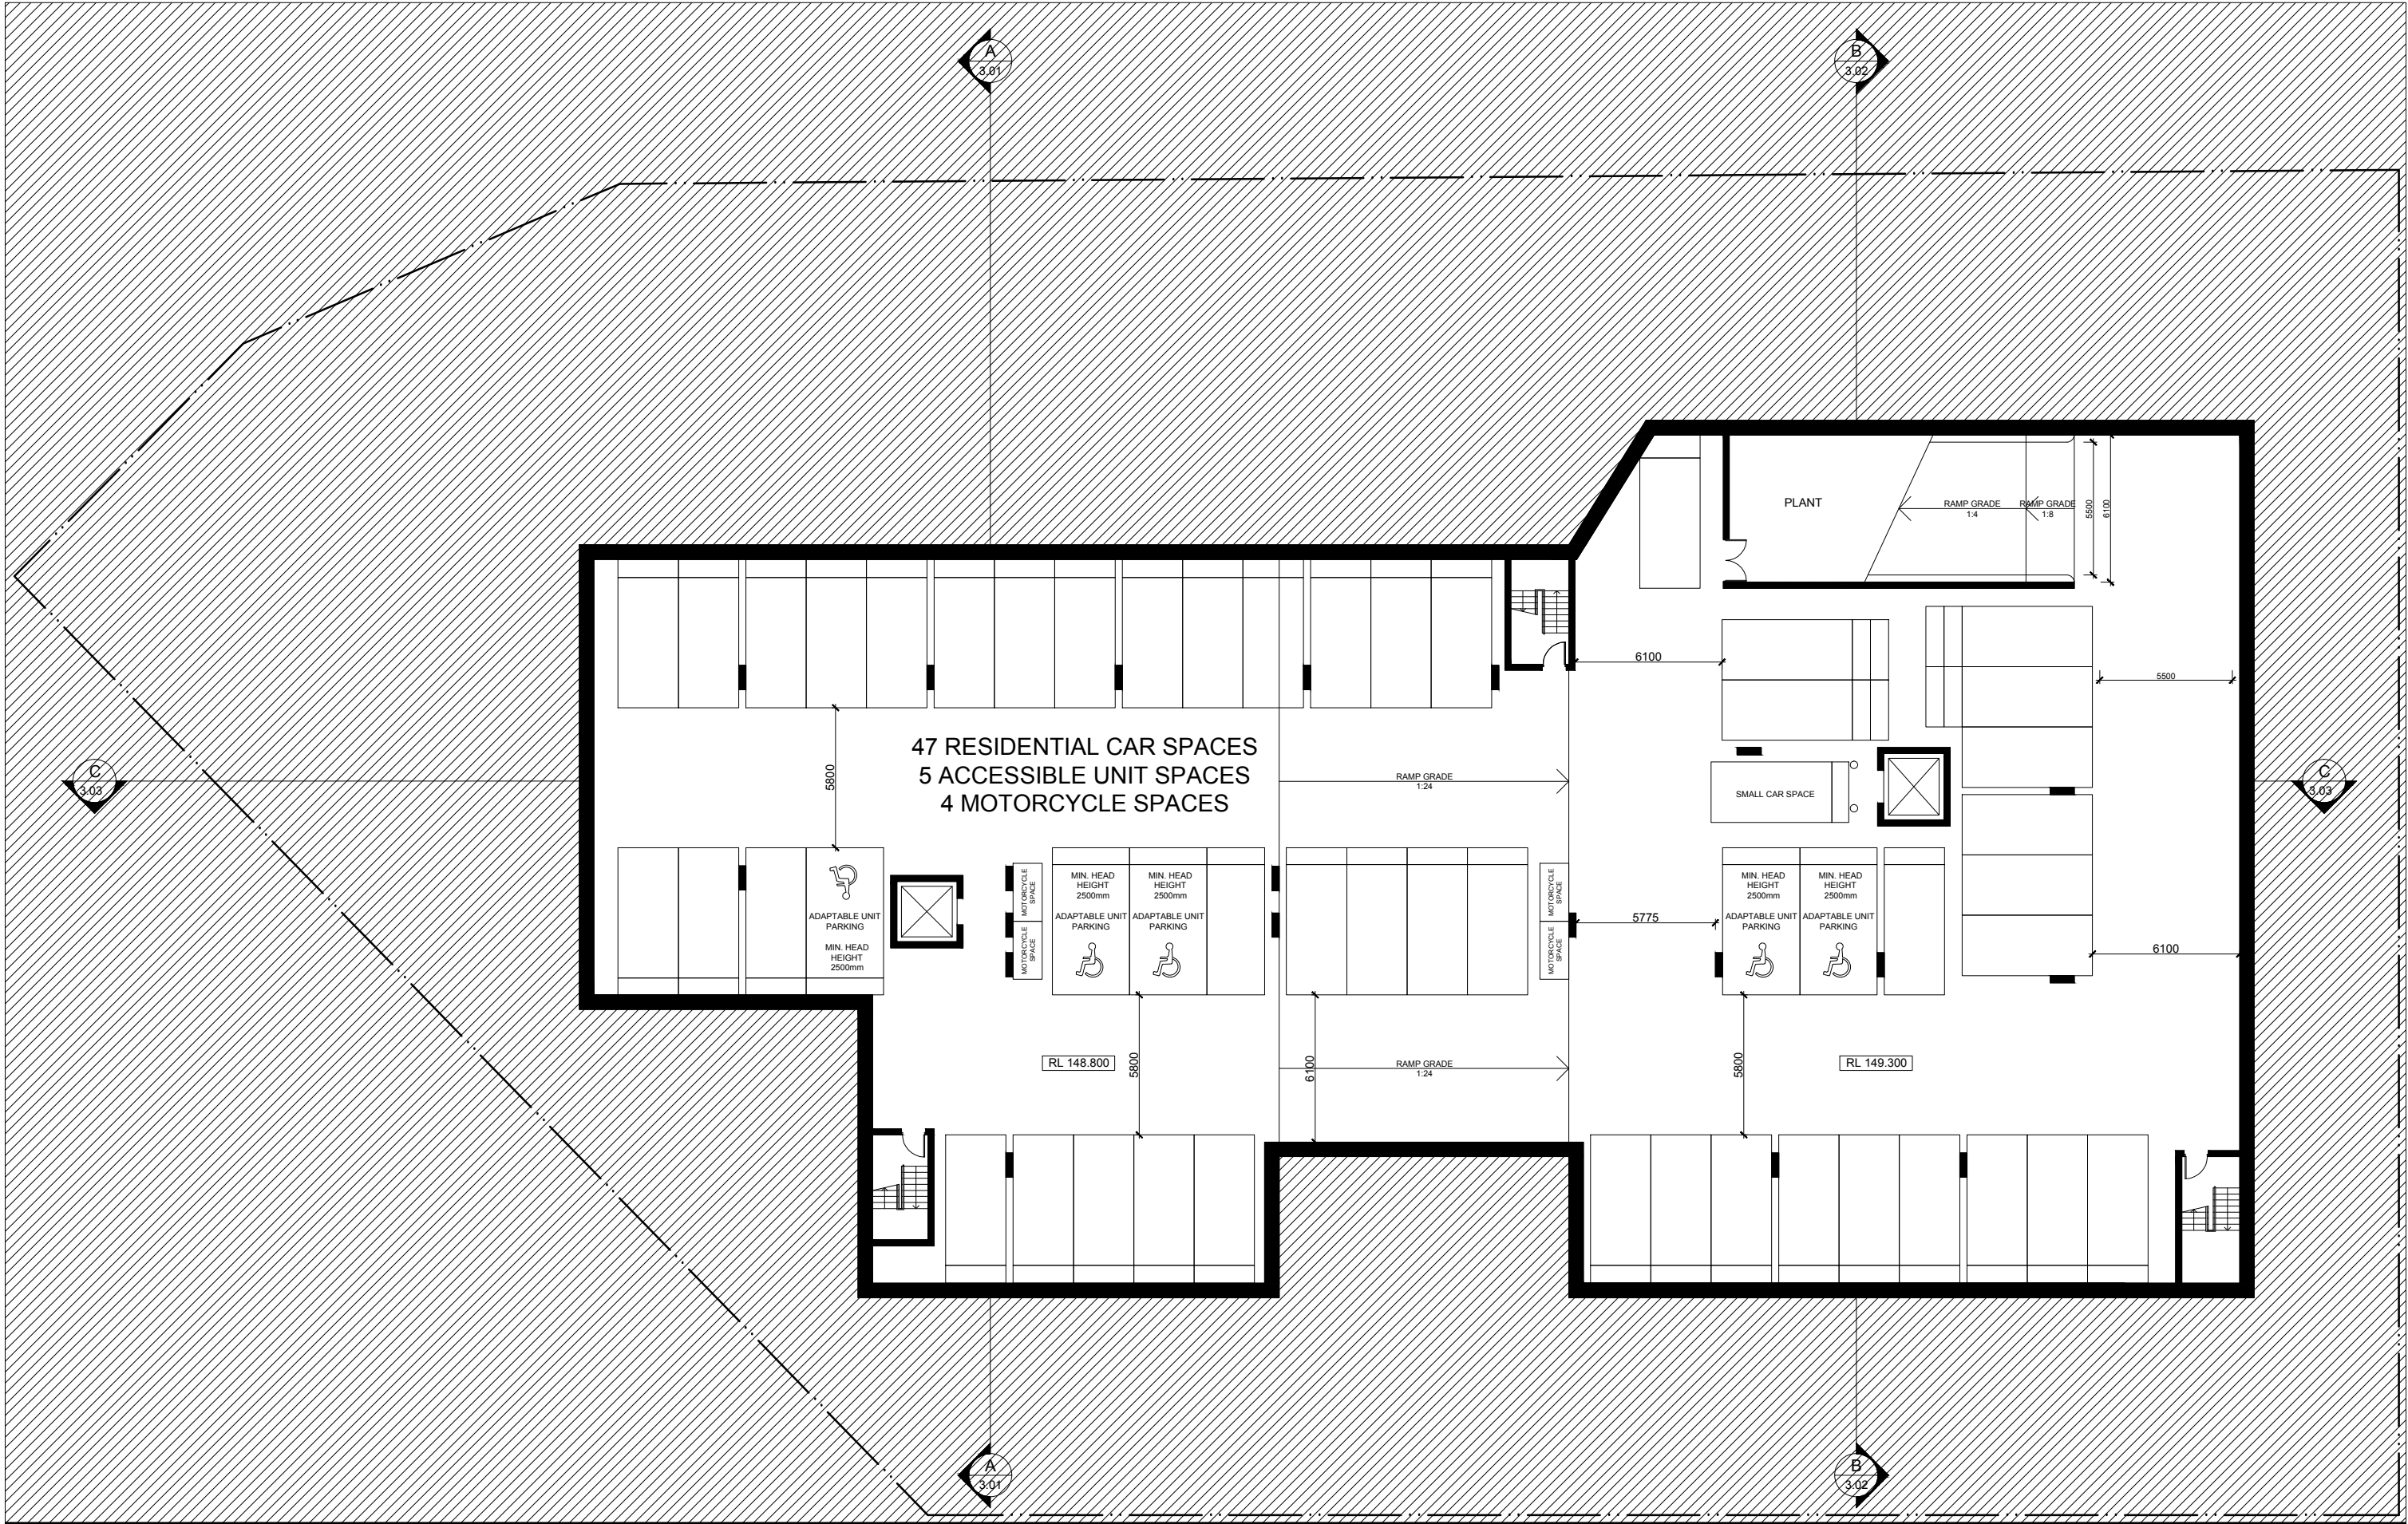 A
3.01
B
3.02
PLANT
RAMP GRADE
1:4
RAMP GRADE
1:8
5500
6100
6100
5500
47 RESIDENTIAL CAR SPACES
5 ACCESSIBLE UNIT SPACES
4 MOTORCYCLE SPACES
5800
RAMP GRADE
1:24
SMALL CAR SPACE
C
3.03
C
3.03
ADAPTABLE UNIT
PARKING
MIN. HEAD
HEIGHT
2500mm
MOTORCYCLE
SPACE
MOTORCYCLE
SPACE
MIN. HEAD
HEIGHT
2500mm
ADAPTABLE UNIT
PARKING
MIN. HEAD
HEIGHT
2500mm
ADAPTABLE UNIT
PARKING
MOTORCYCLE
SPACE
MOTORCYCLE
SPACE
5775
MIN. HEAD
HEIGHT
2500mm
ADAPTABLE UNIT
PARKING
MIN. HEAD
HEIGHT
2500mm
ADAPTABLE UNIT
PARKING
6100
RL 148.800
5800
6100
RAMP GRADE
1:24
5800
RL 149.300
A
3.01
B
3.02